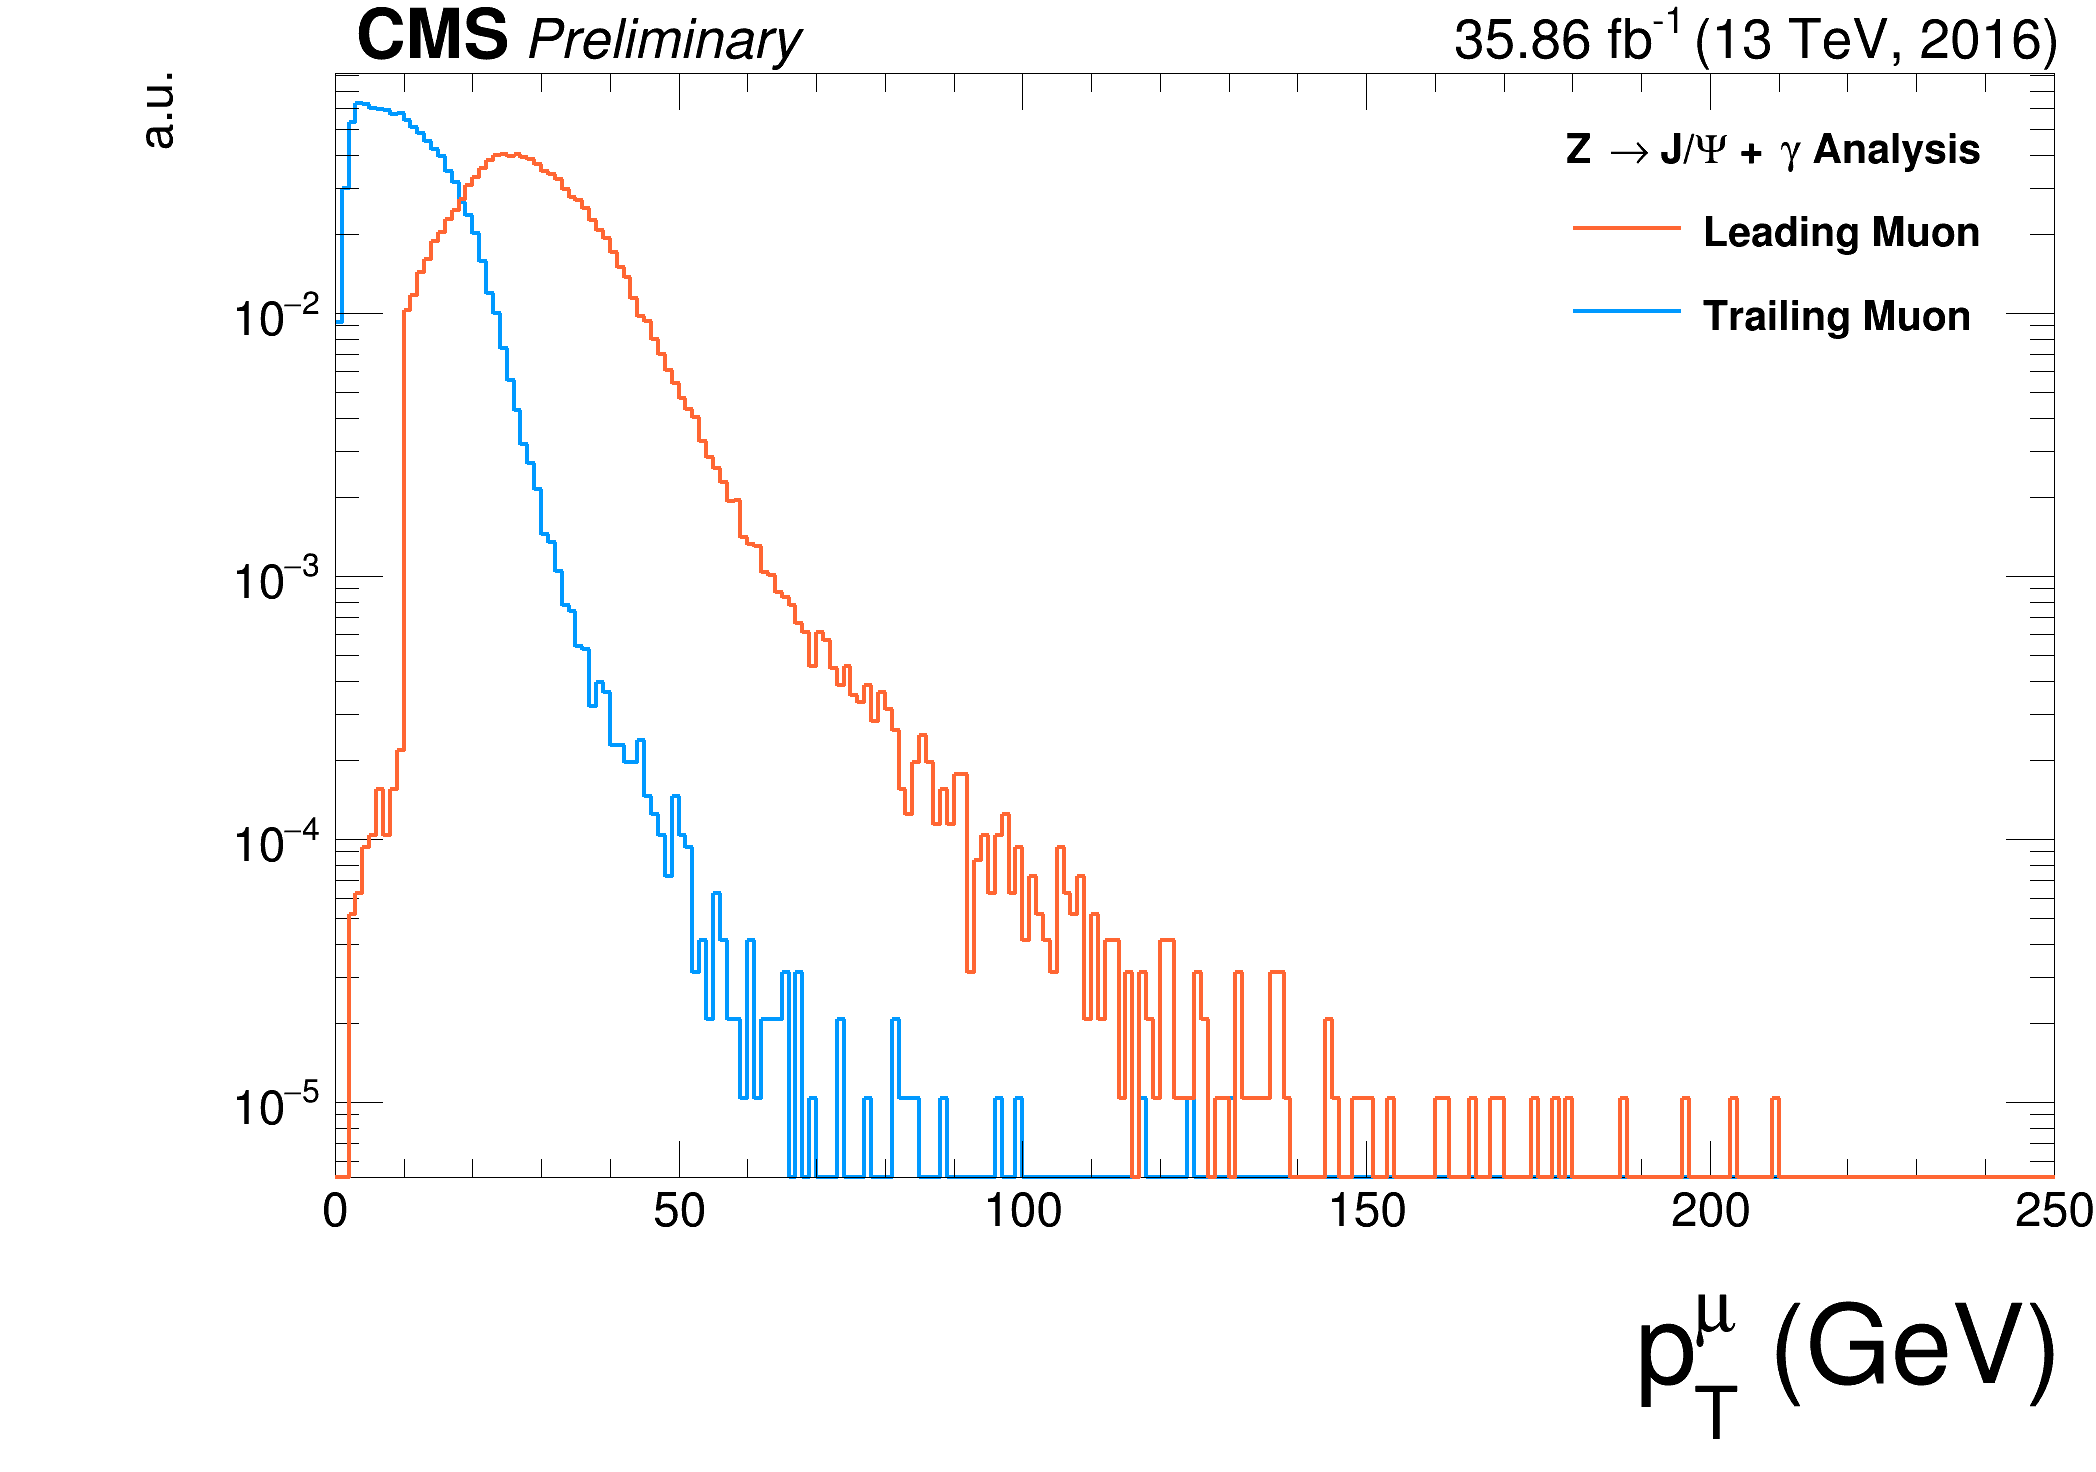 CMS Preliminary 35.86 fb⁻¹ (13 TeV, 2016)
a.u.
Z → J/Ψ + γ Analysis
Leading Muon
Trailing Muon
10⁻²
10⁻³
10⁻⁴
10⁻⁵
0 50 100 150 200 250
p_T^μ (GeV)